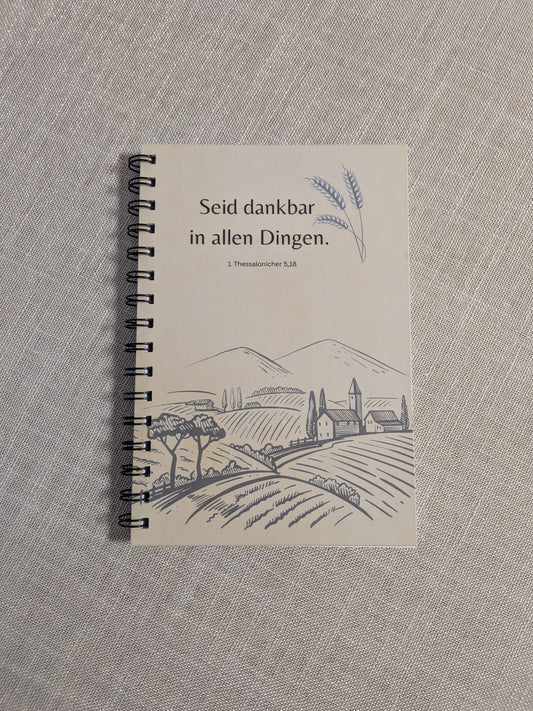 Seid dankbar
in allen Dingen.
1. Thessalonicher 5,18